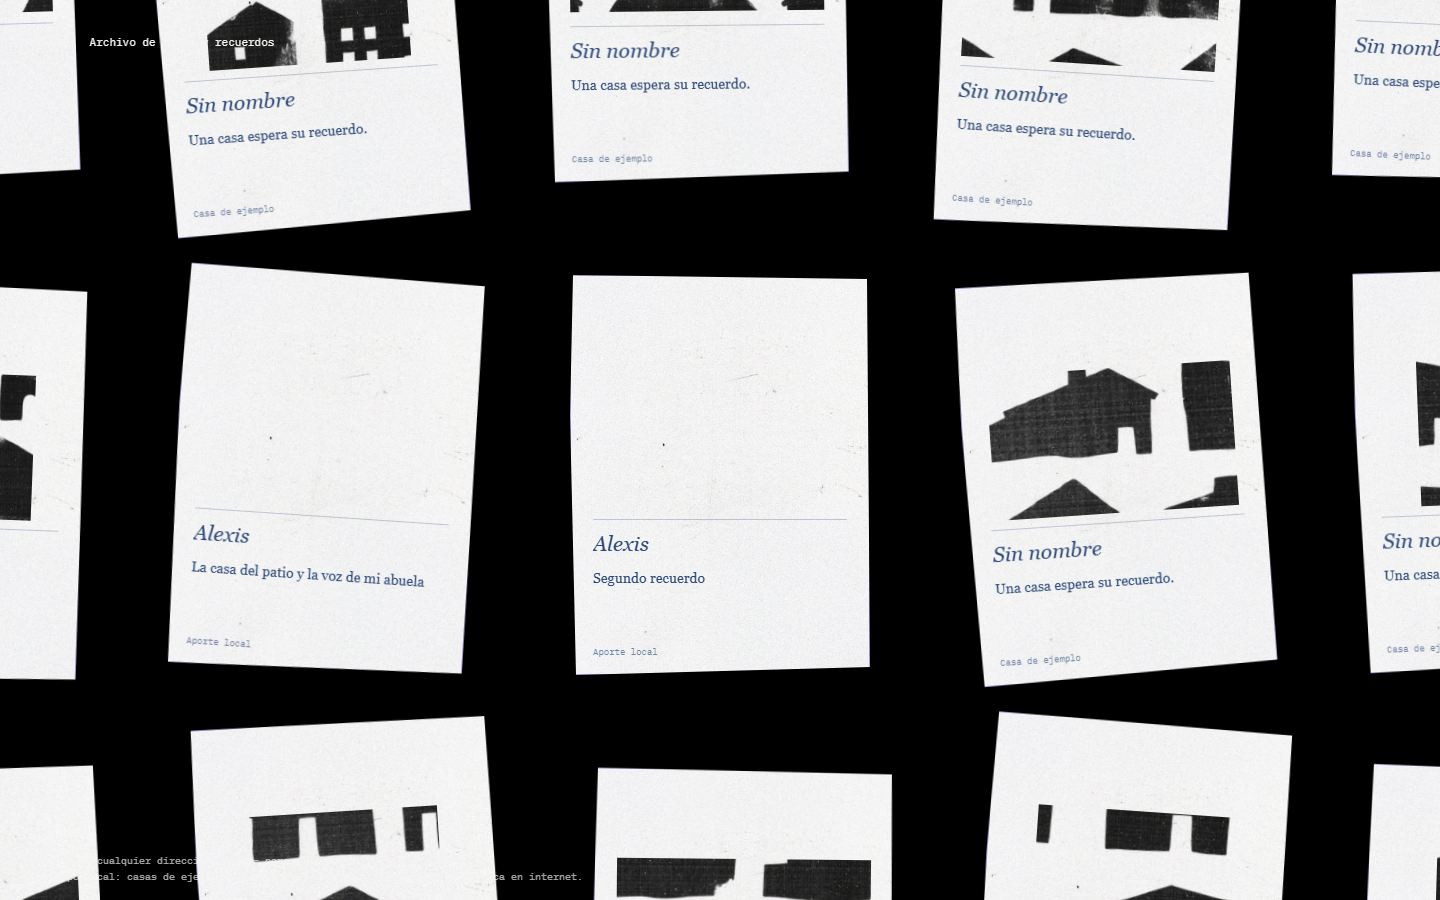 Archivo de
recuerdos
Sin nombre
Una casa espera su recuerdo.
Casa de ejemplo
Sin nombre
Una casa espera su recuerdo.
Casa de ejemplo
Sin nombre
Una casa espera su recuerdo.
Casa de ejemplo
Sin nomb
Una casa espe
Casa de ejemplo
Alexis
La casa del patio y la voz de mi abuela
Aporte local
Alexis
Segundo recuerdo
Aporte local
Sin nombre
Una casa espera su recuerdo.
Casa de ejemplo
Sin no
Una casa
Casa de ej
cualquier direcci
cal: casas de eje
ca en internet.